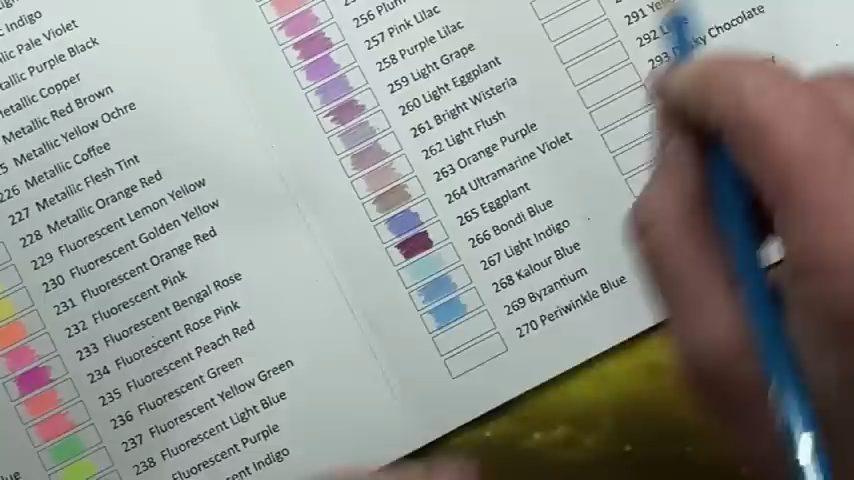 Indigo
Pale Violet
Purple Black
Metallic Copper
Metallic Red Brown
Metallic Yellow Ochre
226 Metallic Coffee
227 Metallic Flesh Tint
228 Metallic Orange Red
229 Fluorescent Lemon Yellow
230 Fluorescent Golden Yellow
231 Fluorescent Orange Red
232 Fluorescent Pink
233 Fluorescent Bengal Rose
234 Fluorescent Rose Pink
235 Fluorescent Peach Red
236 Fluorescent Green
237 Fluorescent Yellow Green
238 Fluorescent Light Blue
Fluorescent Purple
Indigo
256
257 Pink Lilac
258 Purple Lilac
259 Light Grape
260 Light Eggplant
261 Bright Wisteria
262 Light Flush
263 Orange Purple
264 Ultramarine Violet
265 Eggplant
266 Bondi Blue
267 Light Indigo
268 Kalour Blue
269 Byzantium
270 Periwinkle Blue
291
292
293 Chocolate